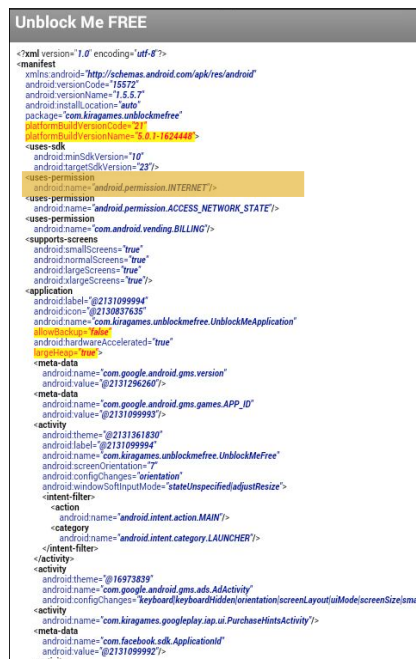 Unblock Me FREE
<?xml version="1.0" encoding="utf-8"?>
<manifest
xmlns:android="http://schemas.android.com/apk/res/android"
android:versionCode="15572"
android:versionName="1.5.5.7"
android:installLocation="auto"
package="com.kiragames.unblockmefree"
platformBuildVersionCode="21"
platformBuildVersionName="5.0.1-1624448">
<uses-sdk
android:minSdkVersion="10"
android:targetSdkVersion="23"/>
<uses-permission
android:name="android.permission.INTERNET"/>
<uses-permission
android:name="android.permission.ACCESS_NETWORK_STATE"/>
<uses-permission
android:name="com.android.vending.BILLING"/>
<supports-screens
android:smallScreens="true"
android:normalScreens="true"
android:largeScreens="true"
android:xlargeScreens="true"/>
<application
android:label="@2131099994"
android:icon="@2130837635"
android:name="com.kiragames.unblockmefree.UnblockMeApplication"
allowBackup="false"
android:hardwareAccelerated="true"
largeHeap="true">
<meta-data
android:name="com.google.android.gms.version"
android:value="@2131296260"/>
<meta-data
android:name="com.google.android.gms.games.APP_ID"
android:value="@2131099993"/>
<activity
android:theme="@2131361830"
android:label="@2131099994"
android:name="com.kiragames.unblockmefree.UnblockMeFree"
android:screenOrientation="7"
android:configChanges="orientation"
android:windowSoftInputMode="stateUnspecified|adjustResize">
<intent-filter>
<action
android:name="android.intent.action.MAIN"/>
<category
android:name="android.intent.category.LAUNCHER"/>
</intent-filter>
</activity>
<activity
android:theme="@16973839"
android:name="com.google.android.gms.ads.AdActivity"
android:configChanges="keyboard|keyboardHidden|orientation|screenLayout|uiMode|screenSize|sma
<activity
android:name="com.kiragames.googleplay.iap.ui.PurchaseHintsActivity"/>
<meta-data
android:name="com.facebook.sdk.ApplicationId"
android:value="@2131099992"/>